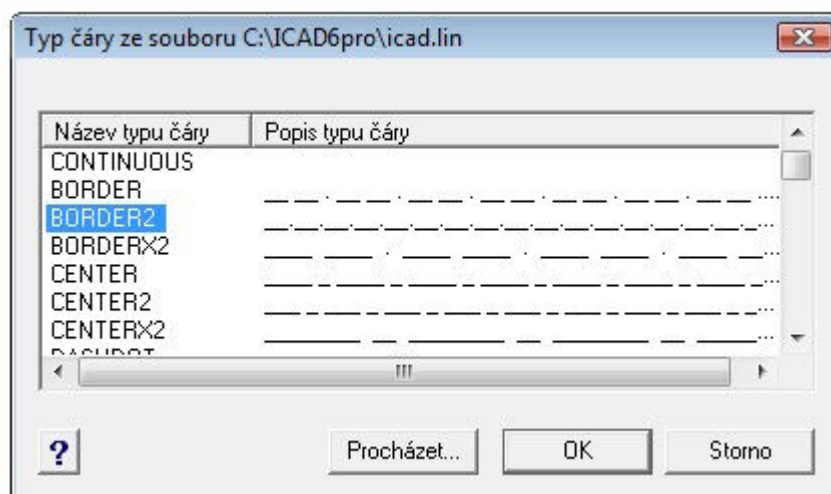 Typ čáry ze souboru C:\ICAD6pro\icad.lin
Název typu čáry Popis typu čáry
CONTINUOUS
BORDER
BORDER2
BORDERX2
CENTER
CENTER2
CENTERX2
DASHDOT
? Procházet... OK Storno